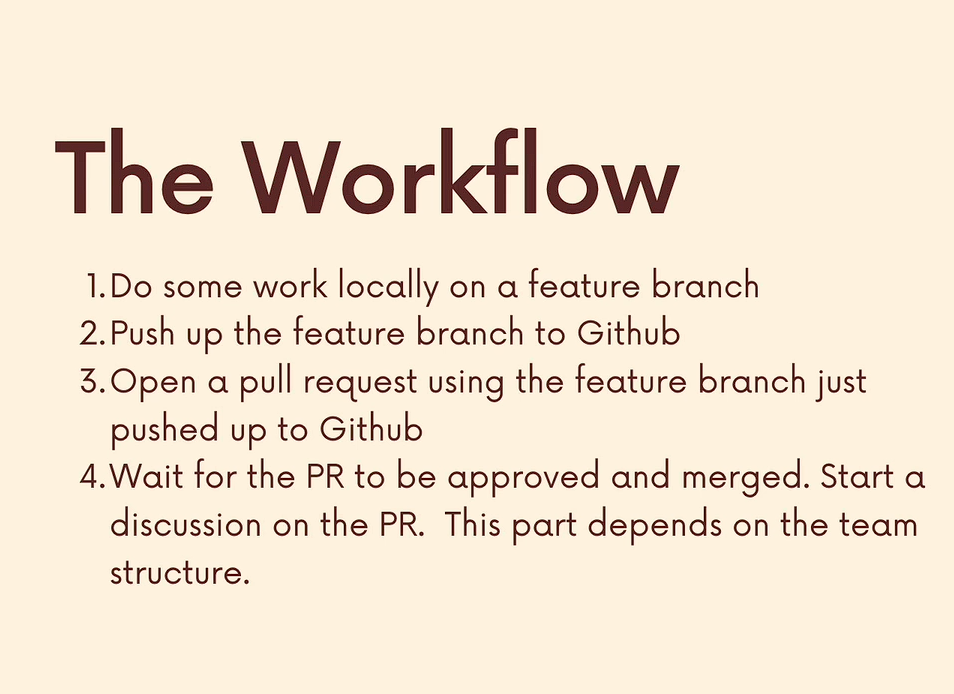 The Workflow
1.Do some work locally on a feature branch
2.Push up the feature branch to Github
3.Open a pull request using the feature branch just
pushed up to Github
4.Wait for the PR to be approved and merged. Start a
discussion on the PR.  This part depends on the team
structure.